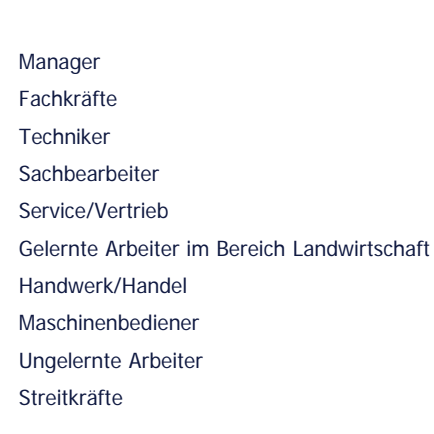 Manager
Fachkräfte
Techniker
Sachbearbeiter
Service/Vertrieb
Gelernte Arbeiter im Bereich Landwirtschaft
Handwerk/Handel
Maschinenbediener
Ungelernte Arbeiter
Streitkräfte